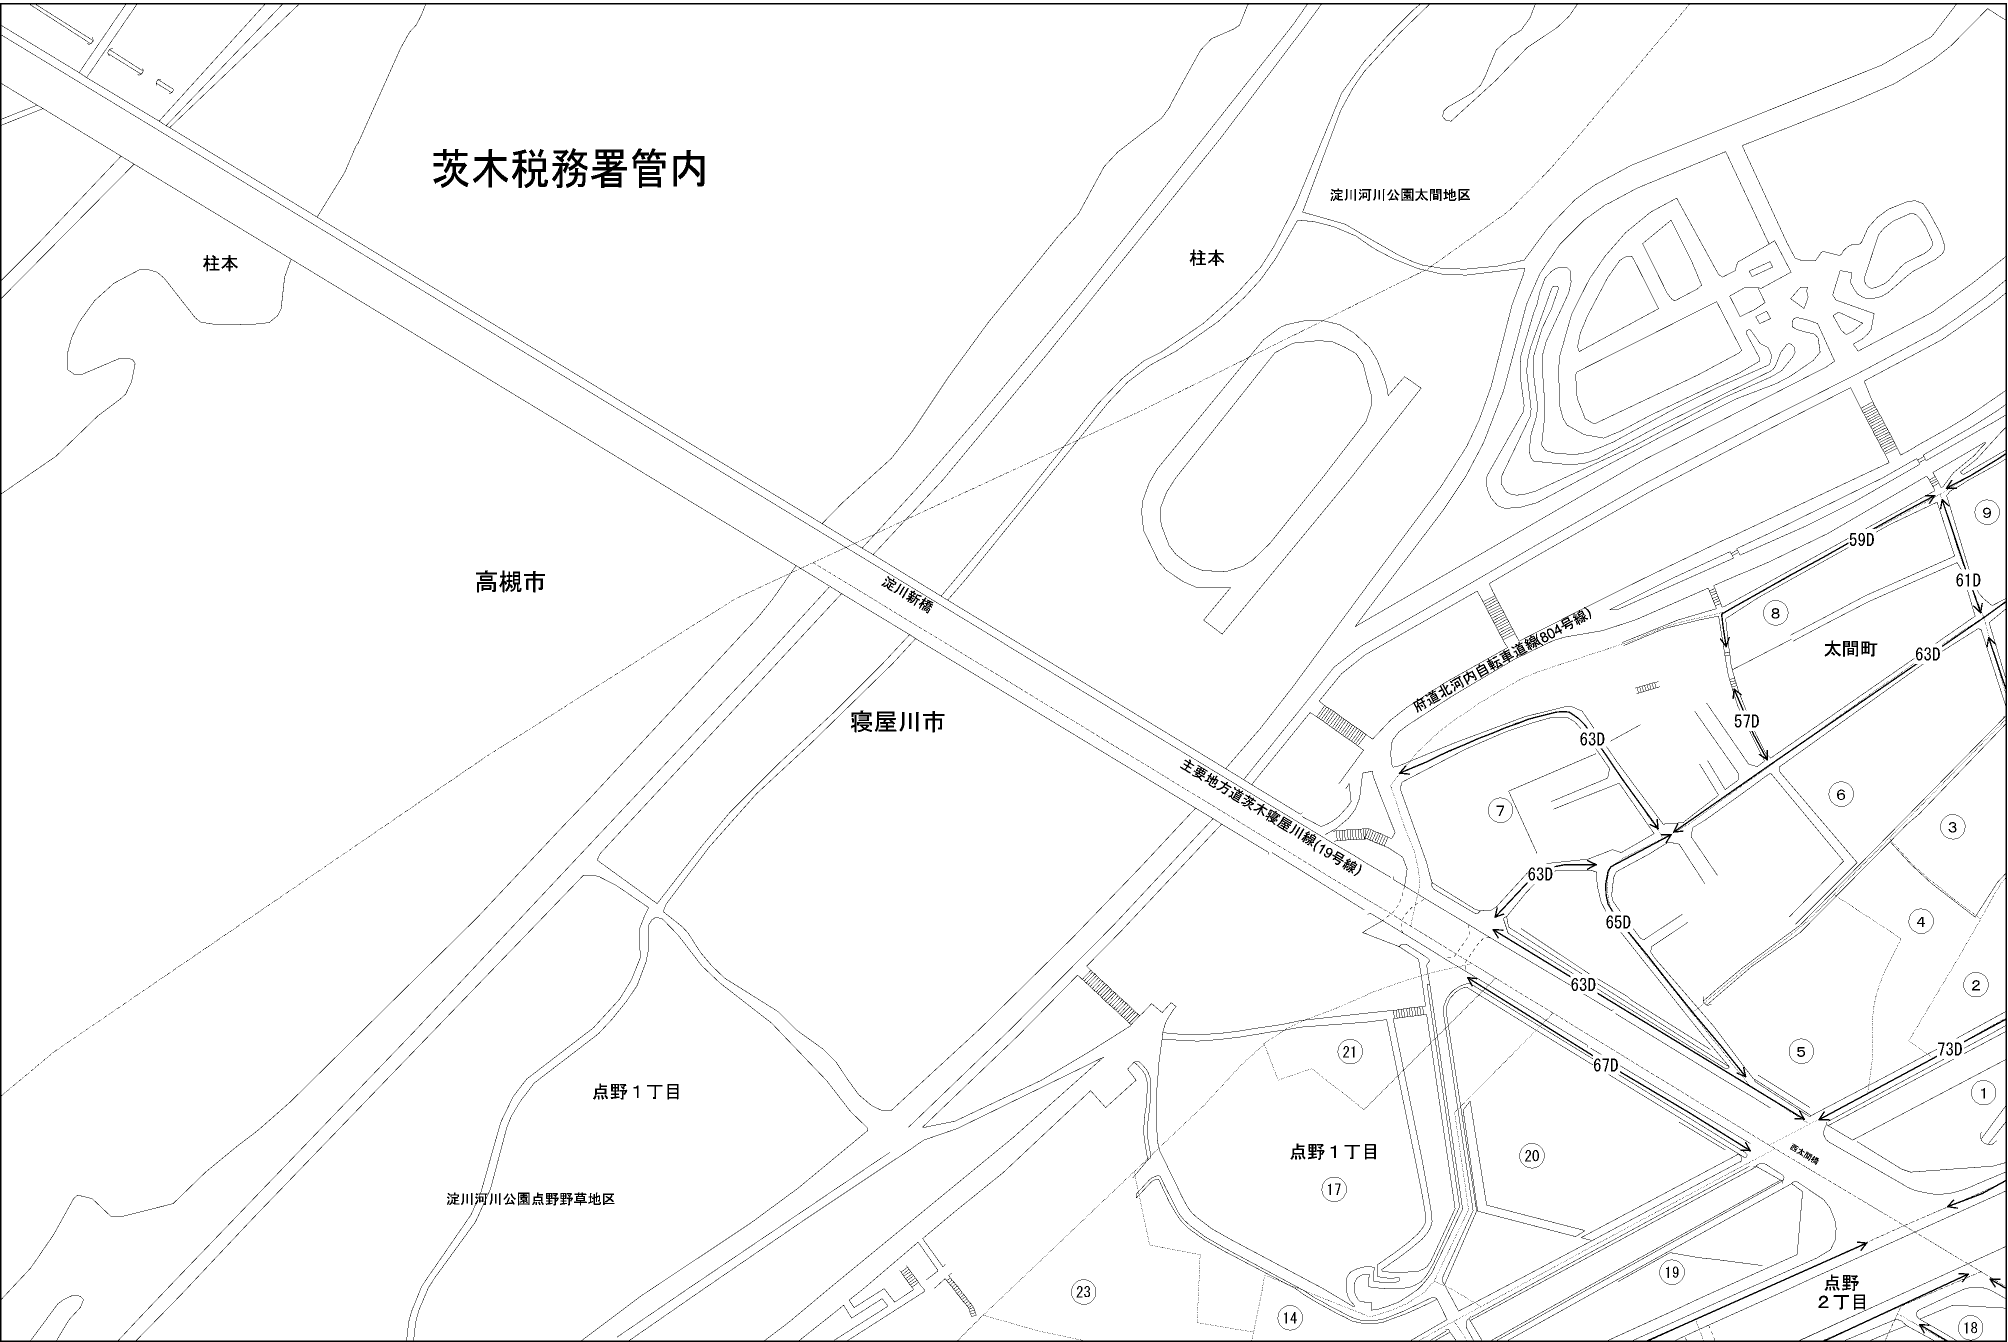 茨木税務署管内
淀川河川公園太間地区
柱本
柱本
高槻市
淀川新橋
寝屋川市
府道北河内自転車道線(804号線)
主要地方道茨木寝屋川線(19号線)
太間町
59D
61D
63D
57D
63D
63D
65D
63D
67D
73D
9
8
7
6
3
4
2
5
1
点野1丁目
淀川河川公園点野野草地区
21
点野1丁目
17
20
西太間橋
19
23
14
点野
2丁目
18